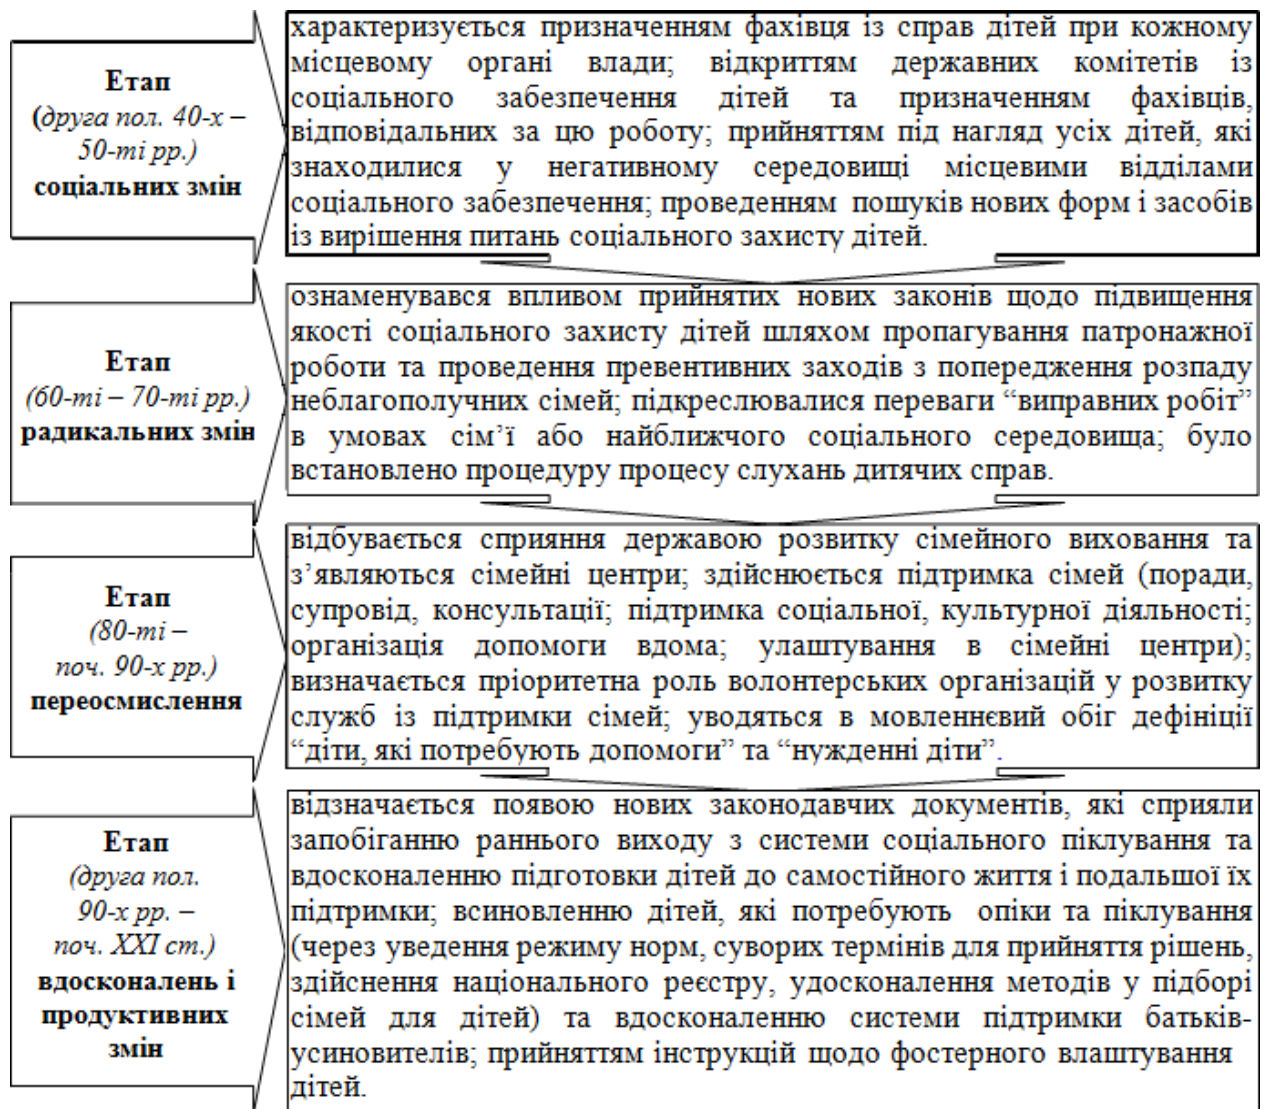 Етап
(друга пол. 40-х –
50-ті рр.)
соціальних змін
характеризується призначенням фахівця із справ дітей при кожному
місцевому органі влади; відкриттям державних комітетів із
соціального забезпечення дітей та призначенням фахівців,
відповідальних за цю роботу; прийняттям під нагляд усіх дітей, які
знаходилися у негативному середовищі місцевими відділами
соціального забезпечення; проведенням пошуків нових форм і засобів
із вирішення питань соціального захисту дітей.
Етап
(60-ті – 70-ті рр.)
радикальних змін
ознаменувався впливом прийнятих нових законів щодо підвищення
якості соціального захисту дітей шляхом пропагування патронажної
роботи та проведення превентивних заходів з попередження розпаду
неблагополучних сімей; підкреслювалися переваги “виправних робіт”
в умовах сім’ї або найближчого соціального середовища; було
встановлено процедуру процесу слухань дитячих справ.
Етап
(80-ті –
поч. 90-х рр.)
переосмислення
відбувається сприяння державою розвитку сімейного виховання та
з’являються сімейні центри; здійснюється підтримка сімей (поради,
супровід, консультації; підтримка соціальної, культурної діяльності;
організація допомоги вдома; улаштування в сімейні центри);
визначається пріоритетна роль волонтерських організацій у розвитку
служб із підтримки сімей; уводяться в мовленнєвий обіг дефініції
“діти, які потребують допомоги” та “нужденні діти”.
Етап
(друга пол.
90-х рр. –
поч. ХХІ ст.)
вдосконалень і
продуктивних
змін
відзначається появою нових законодавчих документів, які сприяли
запобіганню раннього виходу з системи соціального піклування та
вдосконаленню підготовки дітей до самостійного життя і подальшої їх
підтримки; всиновленню дітей, які потребують опіки та піклування
(через уведення режиму норм, суворих термінів для прийняття рішень,
здійснення національного реєстру, удосконалення методів у підборі
сімей для дітей) та вдосконаленню системи підтримки батьків-
усиновителів; прийняттям інструкцій щодо фостерного влаштування
дітей.